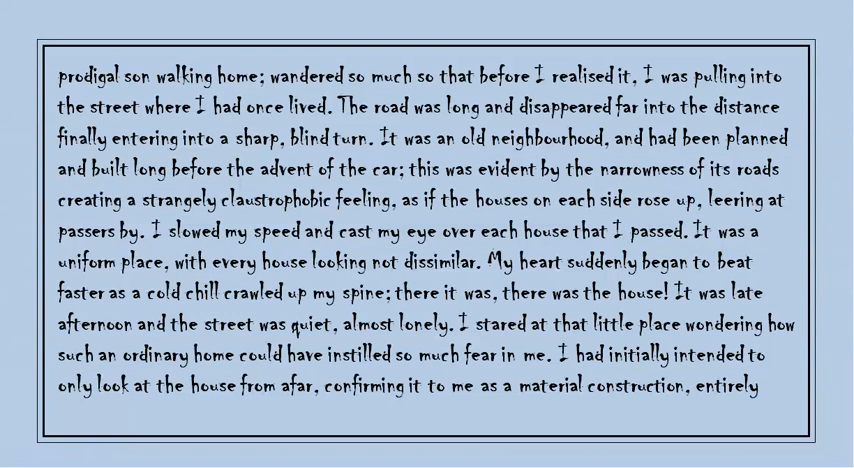 prodigal son walking home; wandered so much so that before I realised it, I was pulling into
the street where I had once lived. The road was long and disappeared far into the distance
finally entering into a sharp, blind turn. It was an old neighbourhood, and had been planned
and built long before the advent of the car; this was evident by the narrowness of its roads
creating a strangely claustrophobic feeling, as if the houses on each side rose up, leering at
passers by. I slowed my speed and cast my eye over each house that I passed. It was a
uniform place, with every house looking not dissimilar. My heart suddenly began to beat
faster as a cold chill crawled up my spine; there it was, there was the house! It was late
afternoon and the street was quiet, almost lonely. I stared at that little place wondering how
such an ordinary home could have instilled so much fear in me. I had initially intended to
only look at the house from afar, confirming it to me as a material construction, entirely